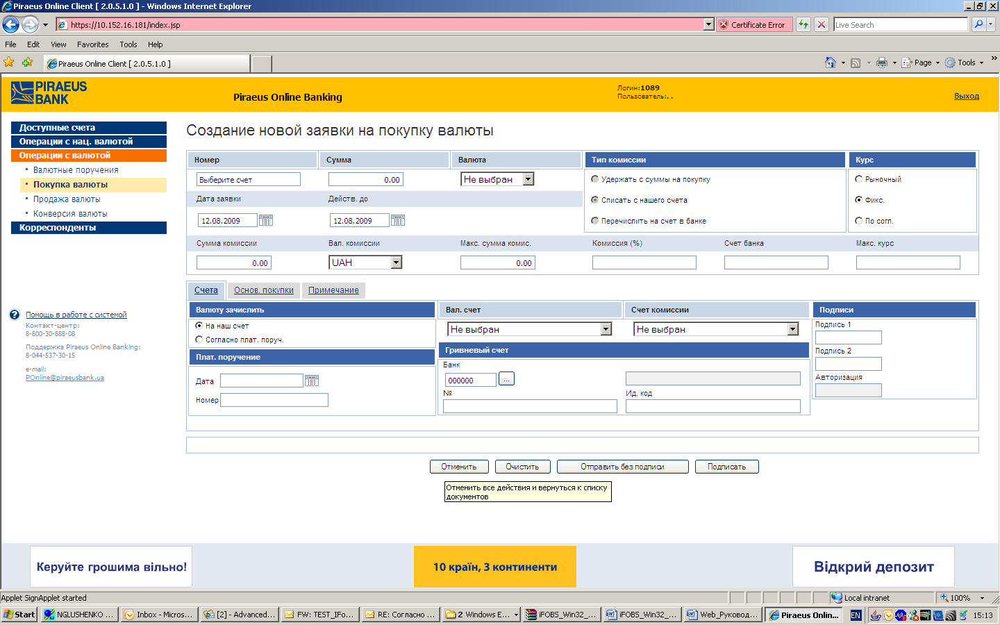 Piraeus Online Client [ 2.0.5.1.0 ] - Windows Internet Explorer
https://10.152.16.181/index.jsp
Certificate Error
Live Search
File Edit View Favorites Tools Help
Piraeus Online Client [ 2.0.5.1.0 ]
Page Tools
PIRAEUS BANK
Piraeus Online Banking
Логин:1089
Пользователь:. .
Выход
Доступные счета
Операции с нац. валютой
Операции с валютой
Валютные поручения
Покупка валюты
Продажа валюты
Конверсия валюты
Корреспонденты
Помощь в работе с системой
Контакт-центр:
8-800-30-888-08
Поддержка Piraeus Online Banking:
8-044-537-30-15
e-mail:
POnline@piraeusbank.ua
Создание новой заявки на покупку валюты
Номер Сумма Валюта Тип комиссии Курс
Выберите счет 0.00 Не выбран Удержать с суммы на покупку Рыночный
Дата заявки Действ. до Списать с нашего счета Фикс.
12.08.2009 12.08.2009 Перечислить на счет в банке По согл.
Сумма комиссии Вал. комиссии Макс. сумма комис. Комиссия (%) Счет банка Макс. курс
0.00 UAH 0.00
Счета Основ. покупки Примечание
Валюту зачислить Вал. счет Счет комиссии Подписи
На наш счет Не выбран Не выбран Подпись 1
Согласно плат. поруч.
Плат. поручение Гривневый счет Подпись 2
Банк
Дата 000000 ... Авторизация
№ Ид. код
Номер
Отменить Очистить Отправить без подписи Подписать
Отменить все действия и вернуться к списку
документов
Керуйте грошима вільно! 10 країн, 3 континенти Відкрий депозит
Applet SignApplet started Local intranet 100%
Start NGLUSHENKO ... Inbox - Micros... [2] - Advanced... FW: TEST_IFo... RE: Согласно ... 2 Windows E... iFOBS_Win32_... iFOBS_Win32_... Web_Руковод... Piraeus Onlin... EN 15:13